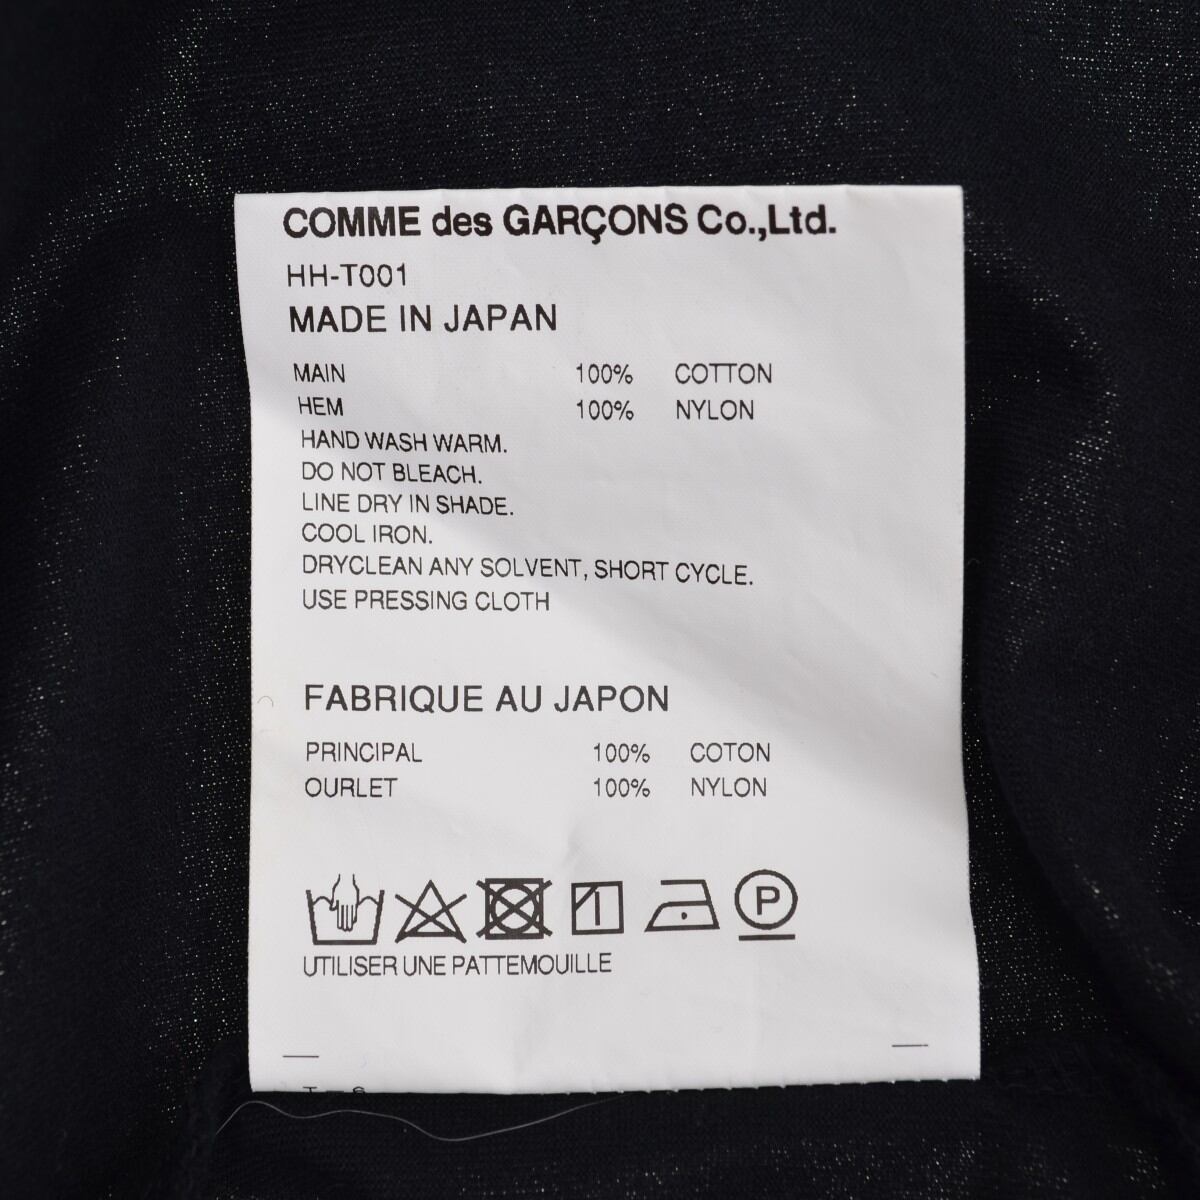 COMME des GARÇONS Co.,Ltd.
HH-T001
MADE IN JAPAN
MAIN 100% COTTON
HEM 100% NYLON
HAND WASH WARM.
DO NOT BLEACH.
LINE DRY IN SHADE.
COOL IRON.
DRYCLEAN ANY SOLVENT, SHORT CYCLE.
USE PRESSING CLOTH
FABRIQUE AU JAPON
PRINCIPAL 100% COTON
OURLET 100% NYLON
P
UTILISER UNE PATTEMOUILLE